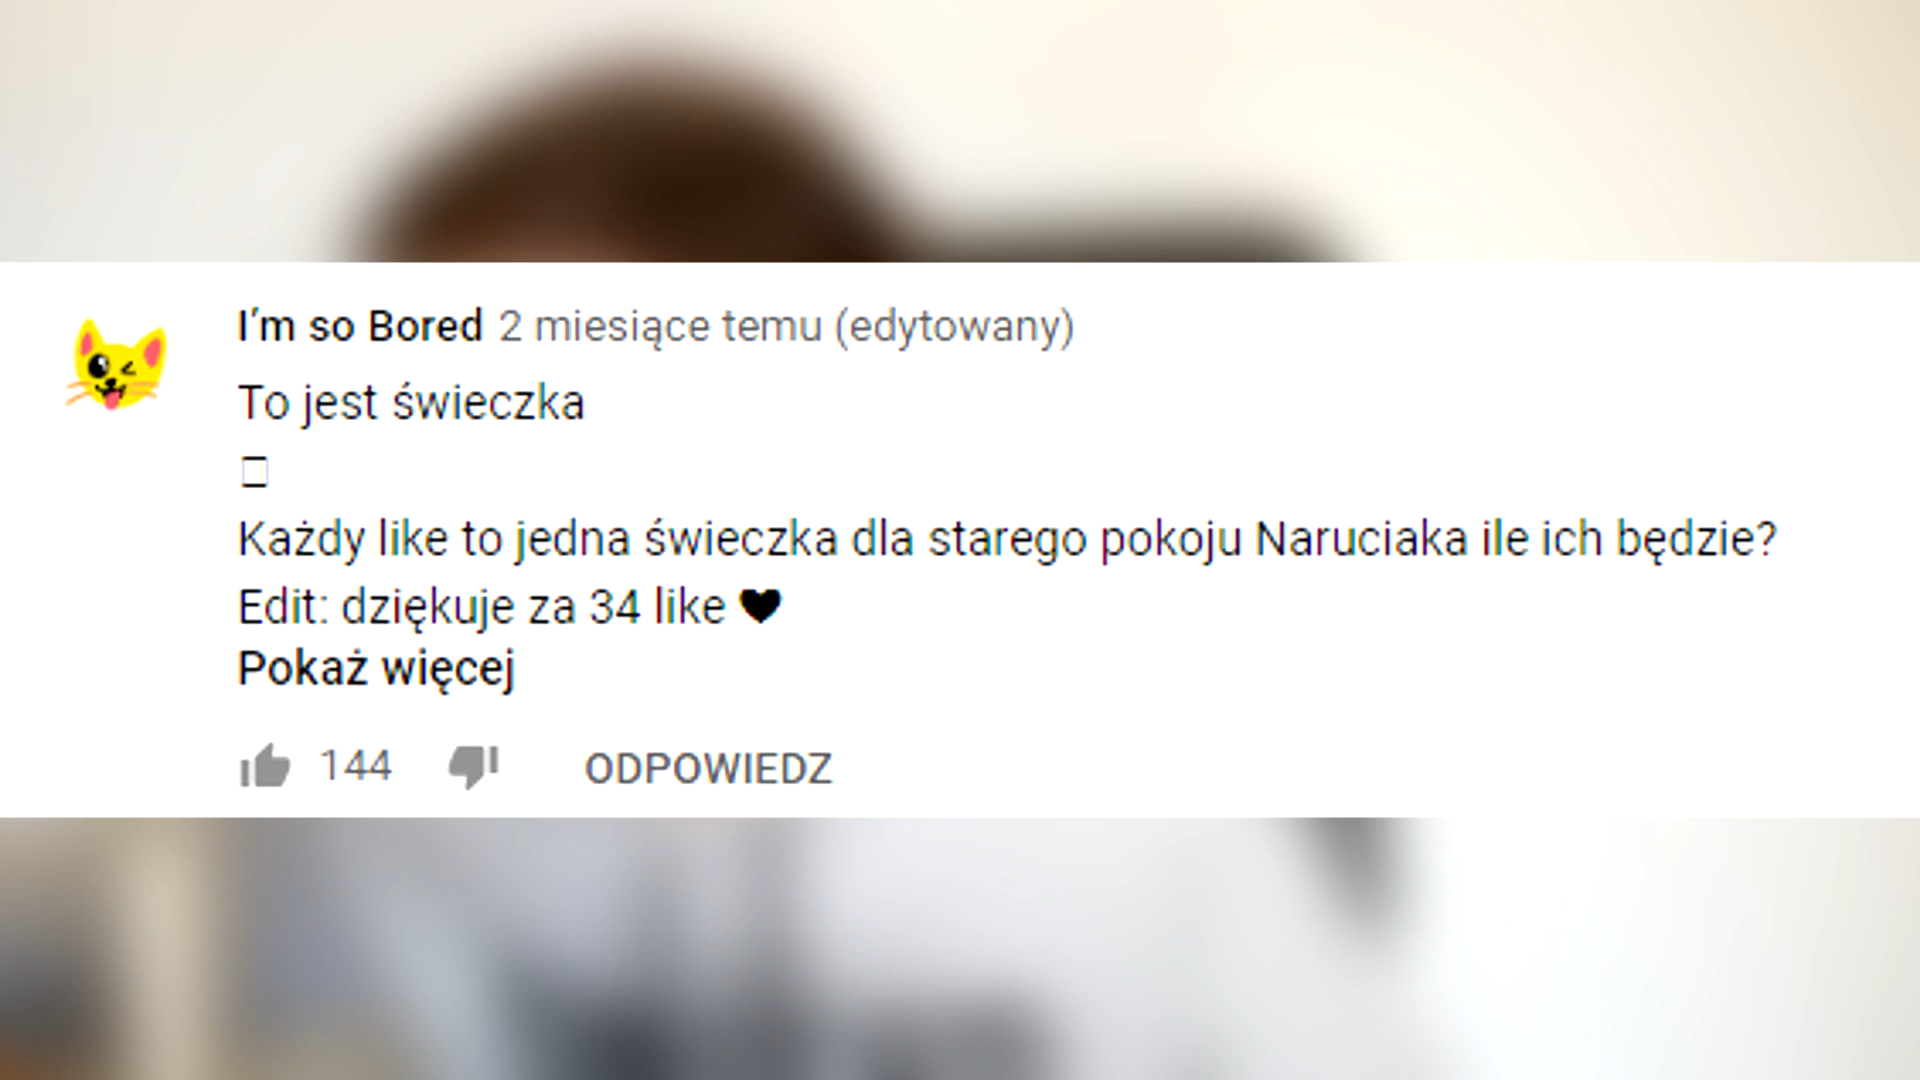 I'm so Bored 2 miesiące temu (edytowany)
To jest świeczka
□
Każdy like to jedna świeczka dla starego pokoju Naruciaka ile ich będzie?
Edit: dziękuje za 34 like ♥
Pokaż więcej
144 ODPOWIEDZ